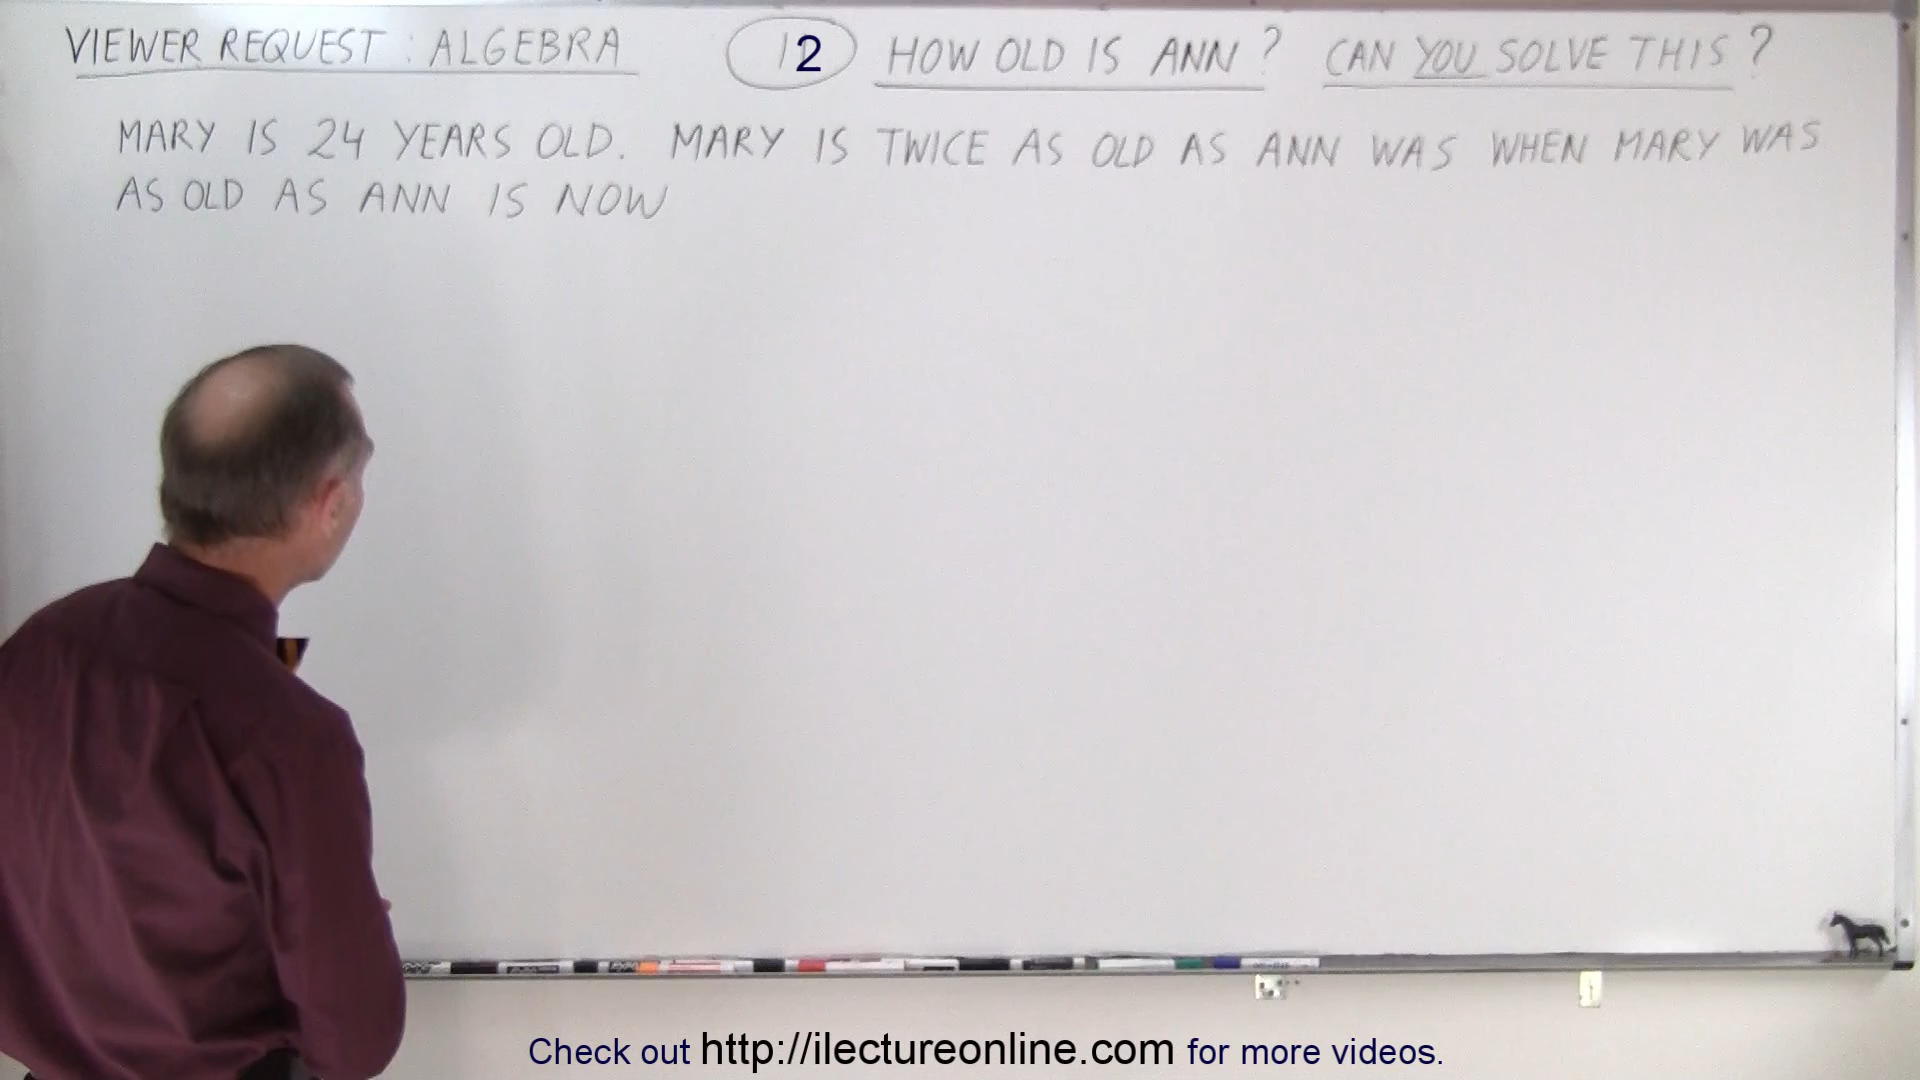 VIEWER REQUEST : ALGEBRA 12 HOW OLD IS ANN? CAN YOU SOLVE THIS?
MARY IS 24 YEARS OLD. MARY IS TWICE AS OLD AS ANN WAS WHEN MARY WAS
AS OLD AS ANN IS NOW
Check out http://ilectureonline.com for more videos.